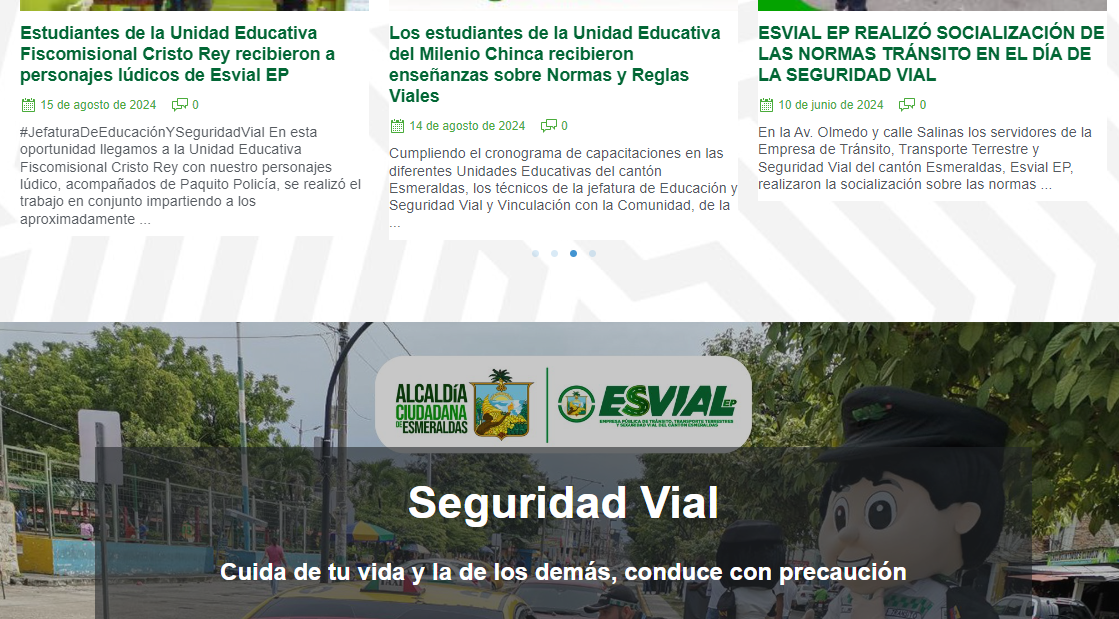 Estudiantes de la Unidad Educativa
Fiscomisional Cristo Rey recibieron a
personajes lúdicos de Esvial EP
15 de agosto de 2024 0
#JefaturaDeEducaciónYSeguridadVial En esta
oportunidad llegamos a la Unidad Educativa
Fiscomisional Cristo Rey con nuestro personajes
lúdico, acompañados de Paquito Policía, se realizó el
trabajo en conjunto impartiendo a los
aproximadamente ...
Los estudiantes de la Unidad Educativa
del Milenio Chinca recibieron
enseñanzas sobre Normas y Reglas
Viales
14 de agosto de 2024 0
Cumpliendo el cronograma de capacitaciones en las
diferentes Unidades Educativas del cantón
Esmeraldas, los técnicos de la jefatura de Educación y
Seguridad Vial y Vinculación con la Comunidad, de la
...
ESVIAL EP REALIZÓ SOCIALIZACIÓN DE
LAS NORMAS TRÁNSITO EN EL DÍA DE
LA SEGURIDAD VIAL
10 de junio de 2024 0
En la Av. Olmedo y calle Salinas los servidores de la
Empresa de Tránsito, Transporte Terrestre y
Seguridad Vial del cantón Esmeraldas, Esvial EP,
realizaron la socialización sobre las normas ...
ALCALDÍA
CIUDADANA
DE ESMERALDAS
ESVIAL EP
EMPRESA PÚBLICA DE TRÁNSITO, TRANSPORTE TERRESTRE
Y SEGURIDAD VIAL DEL CANTÓN ESMERALDAS
Seguridad Vial
Cuida de tu vida y la de los demás, conduce con precaución